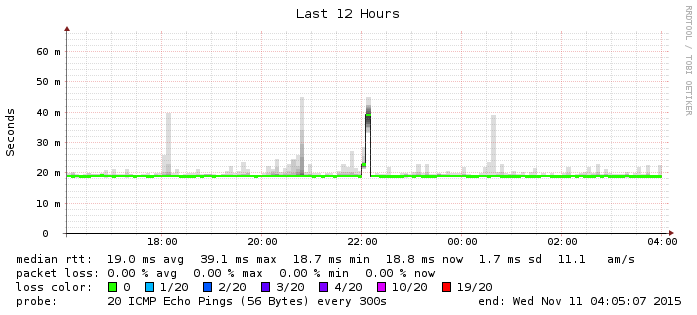 Last 12 Hours
RRDTOOL / TOBI OETIKER
Seconds
60 m
50 m
40 m
30 m
20 m
10 m
0
18:00 20:00 22:00 00:00 02:00 04:00
median rtt: 19.0 ms avg 39.1 ms max 18.7 ms min 18.8 ms now 1.7 ms sd 11.1 am/s
packet loss: 0.00 % avg 0.00 % max 0.00 % min 0.00 % now
loss color: 0 1/20 2/20 3/20 4/20 10/20 19/20
probe: 20 ICMP Echo Pings (56 Bytes) every 300s end: Wed Nov 11 04:05:07 2015